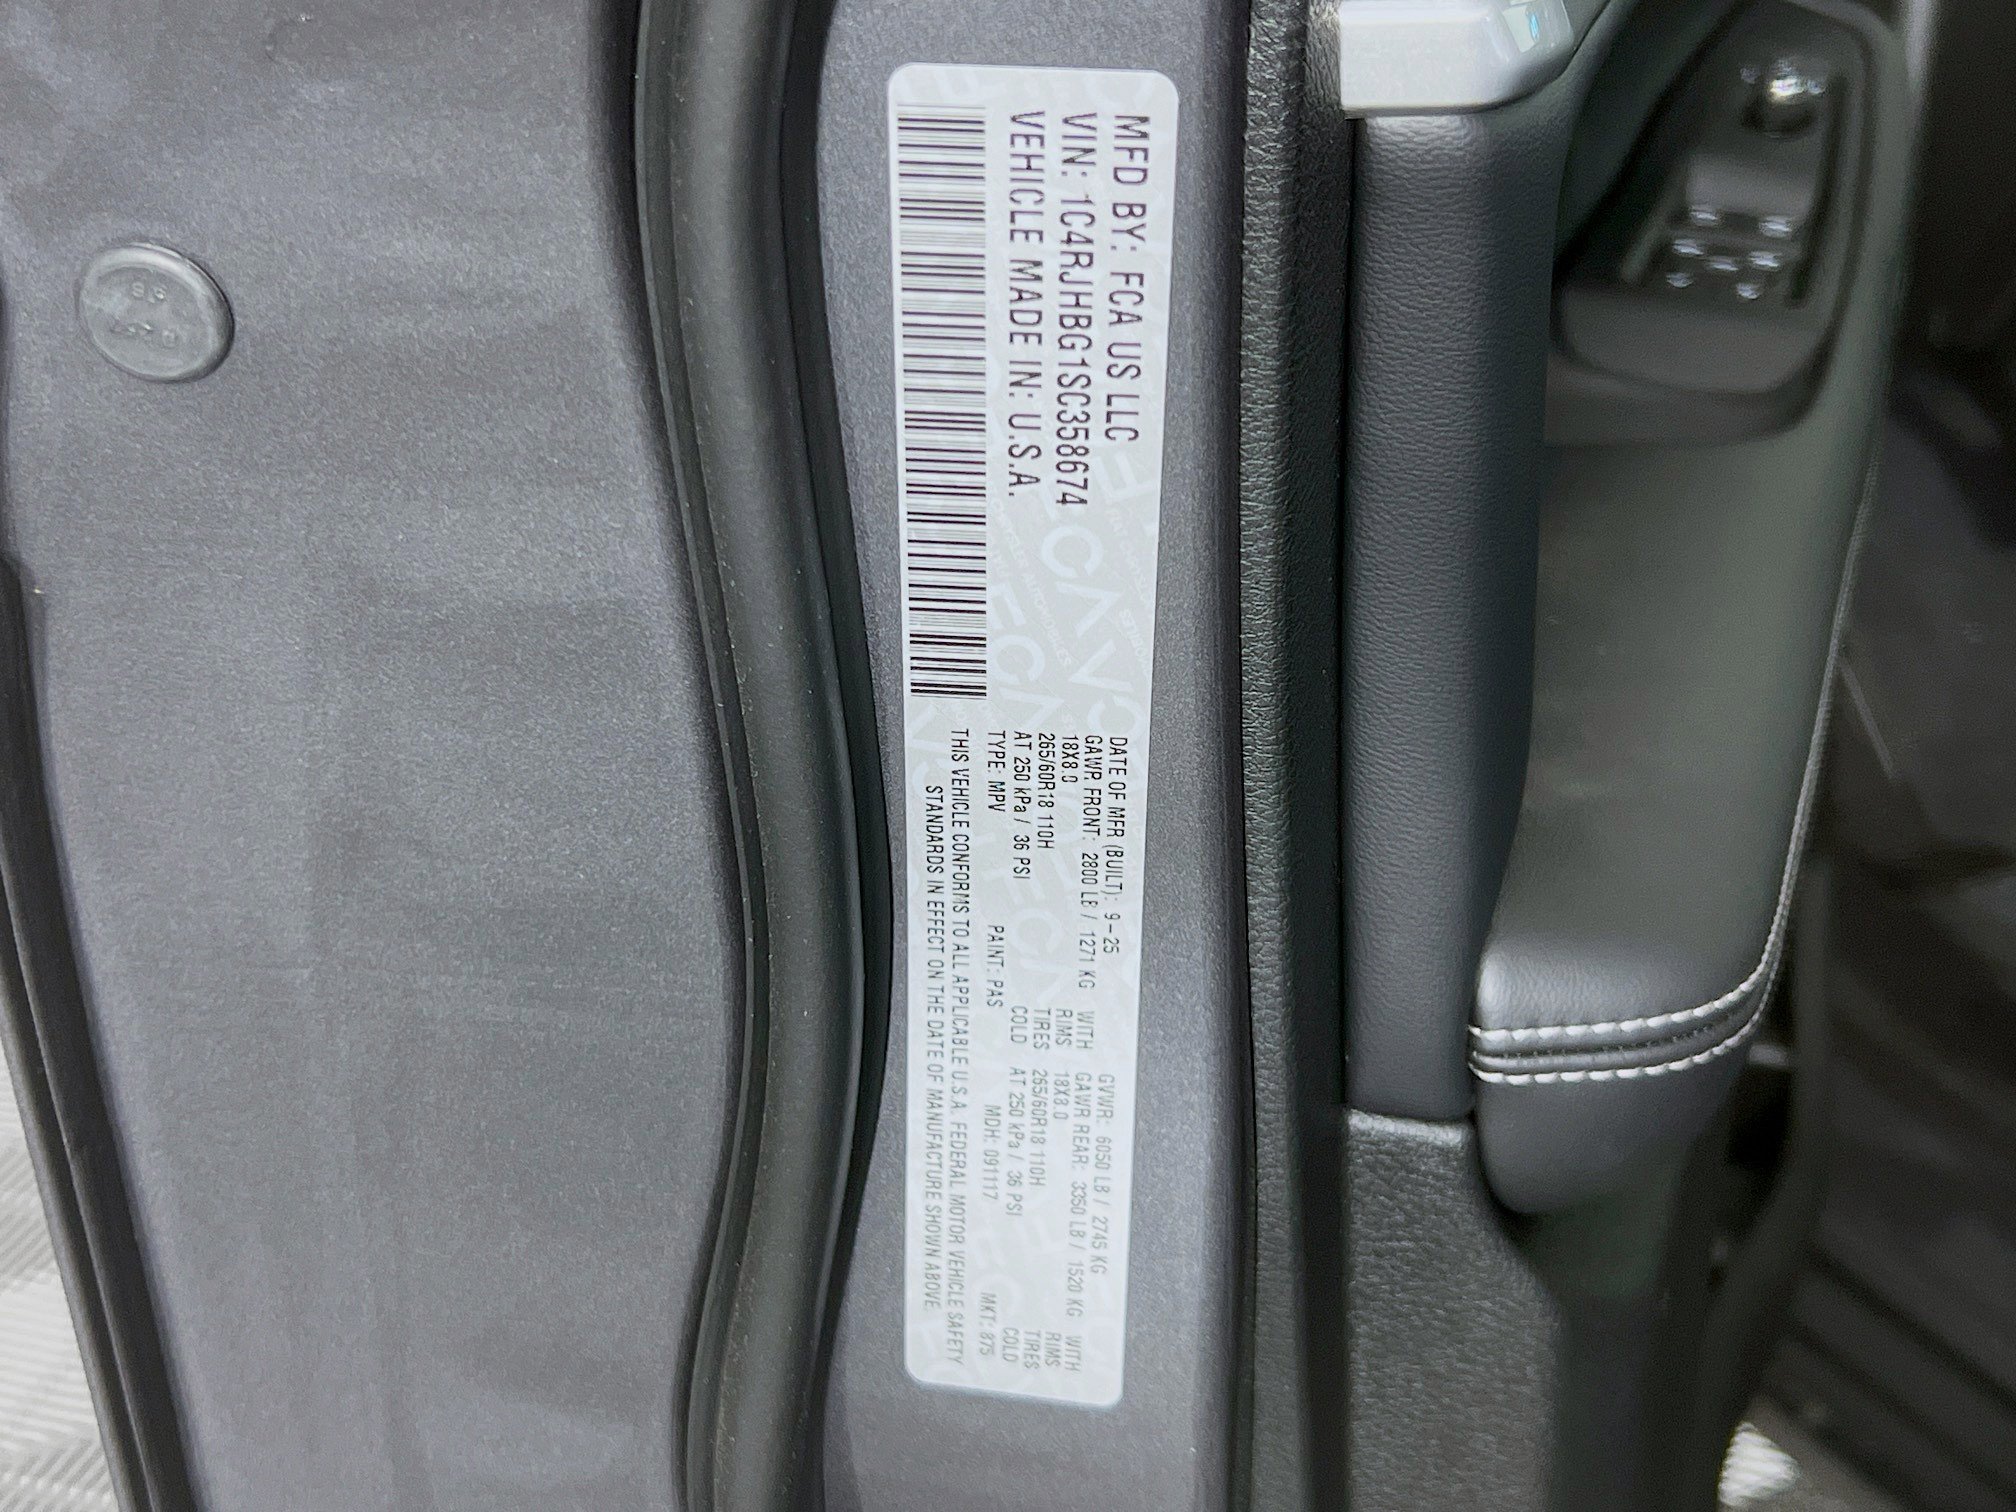 MFD BY: FCA US LLC
VIN: 1C4RJHBG1SC358674
VEHICLE MADE IN: U.S.A.
DATE OF MFR (BUILT): 9-25 GVWR: 6050 LB / 2745 KG
GAWR FRONT: 2800 LB / 1271 KG WITH GAWR REAR: 3350 LB / 1520 KG WITH
18X8.0 RIMS 18X8.0 RIMS
265/60R18 110H TIRES 265/60R18 110H TIRES
AT 250 kPa / 36 PSI COLD AT 250 kPa / 36 PSI COLD
TYPE: MPV PAINT: PAS MDH: 091117 MKT: 875
THIS VEHICLE CONFORMS TO ALL APPLICABLE U.S.A. FEDERAL MOTOR VEHICLE SAFETY
STANDARDS IN EFFECT ON THE DATE OF MANUFACTURE SHOWN ABOVE.